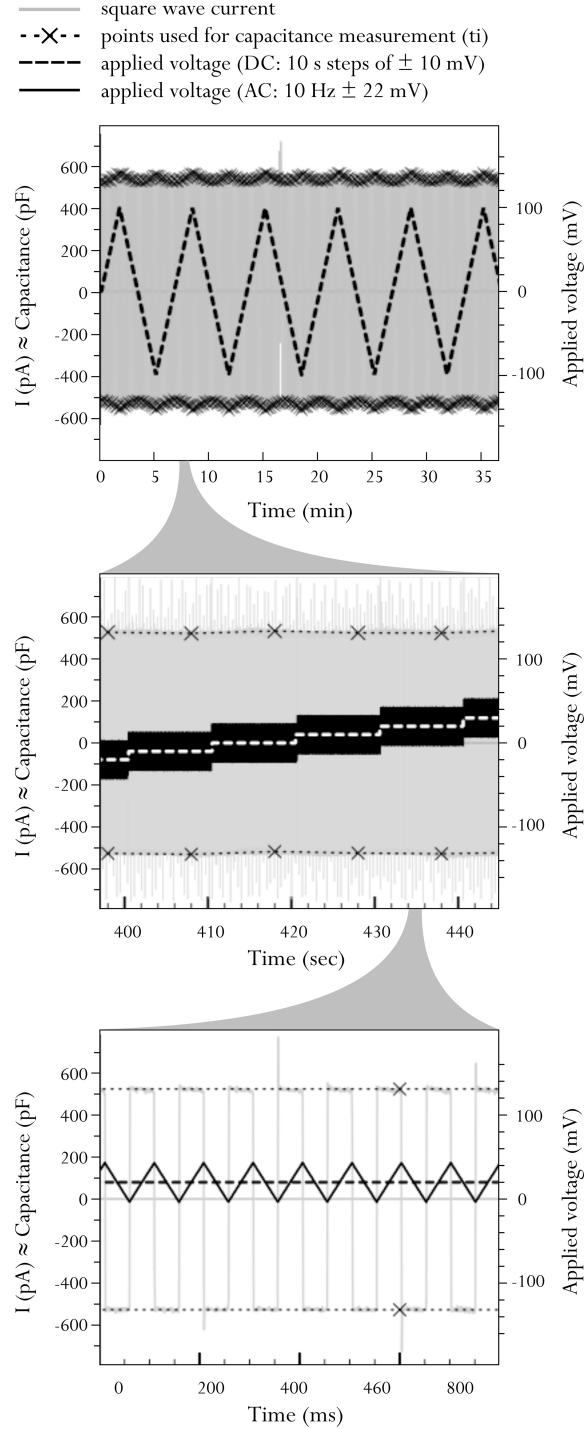 square wave current
points used for capacitance measurement (ti)
applied voltage (DC: 10 s steps of ± 10 mV)
applied voltage (AC: 10 Hz ± 22 mV)
I (pA) ≈ Capacitance (pF)
600
400
200
0
-200
-400
-600
100
0
-100
Applied voltage (mV)
0 5 10 15 20 25 30 35
Time (min)
I (pA) ≈ Capacitance (pF)
600
400
200
0
-200
-400
-600
100
0
-100
Applied voltage (mV)
400 410 420 430 440
Time (sec)
I (pA) ≈ Capacitance (pF)
600
400
200
0
-200
-400
-600
100
0
-100
Applied voltage (mV)
0 200 400 460 800
Time (ms)